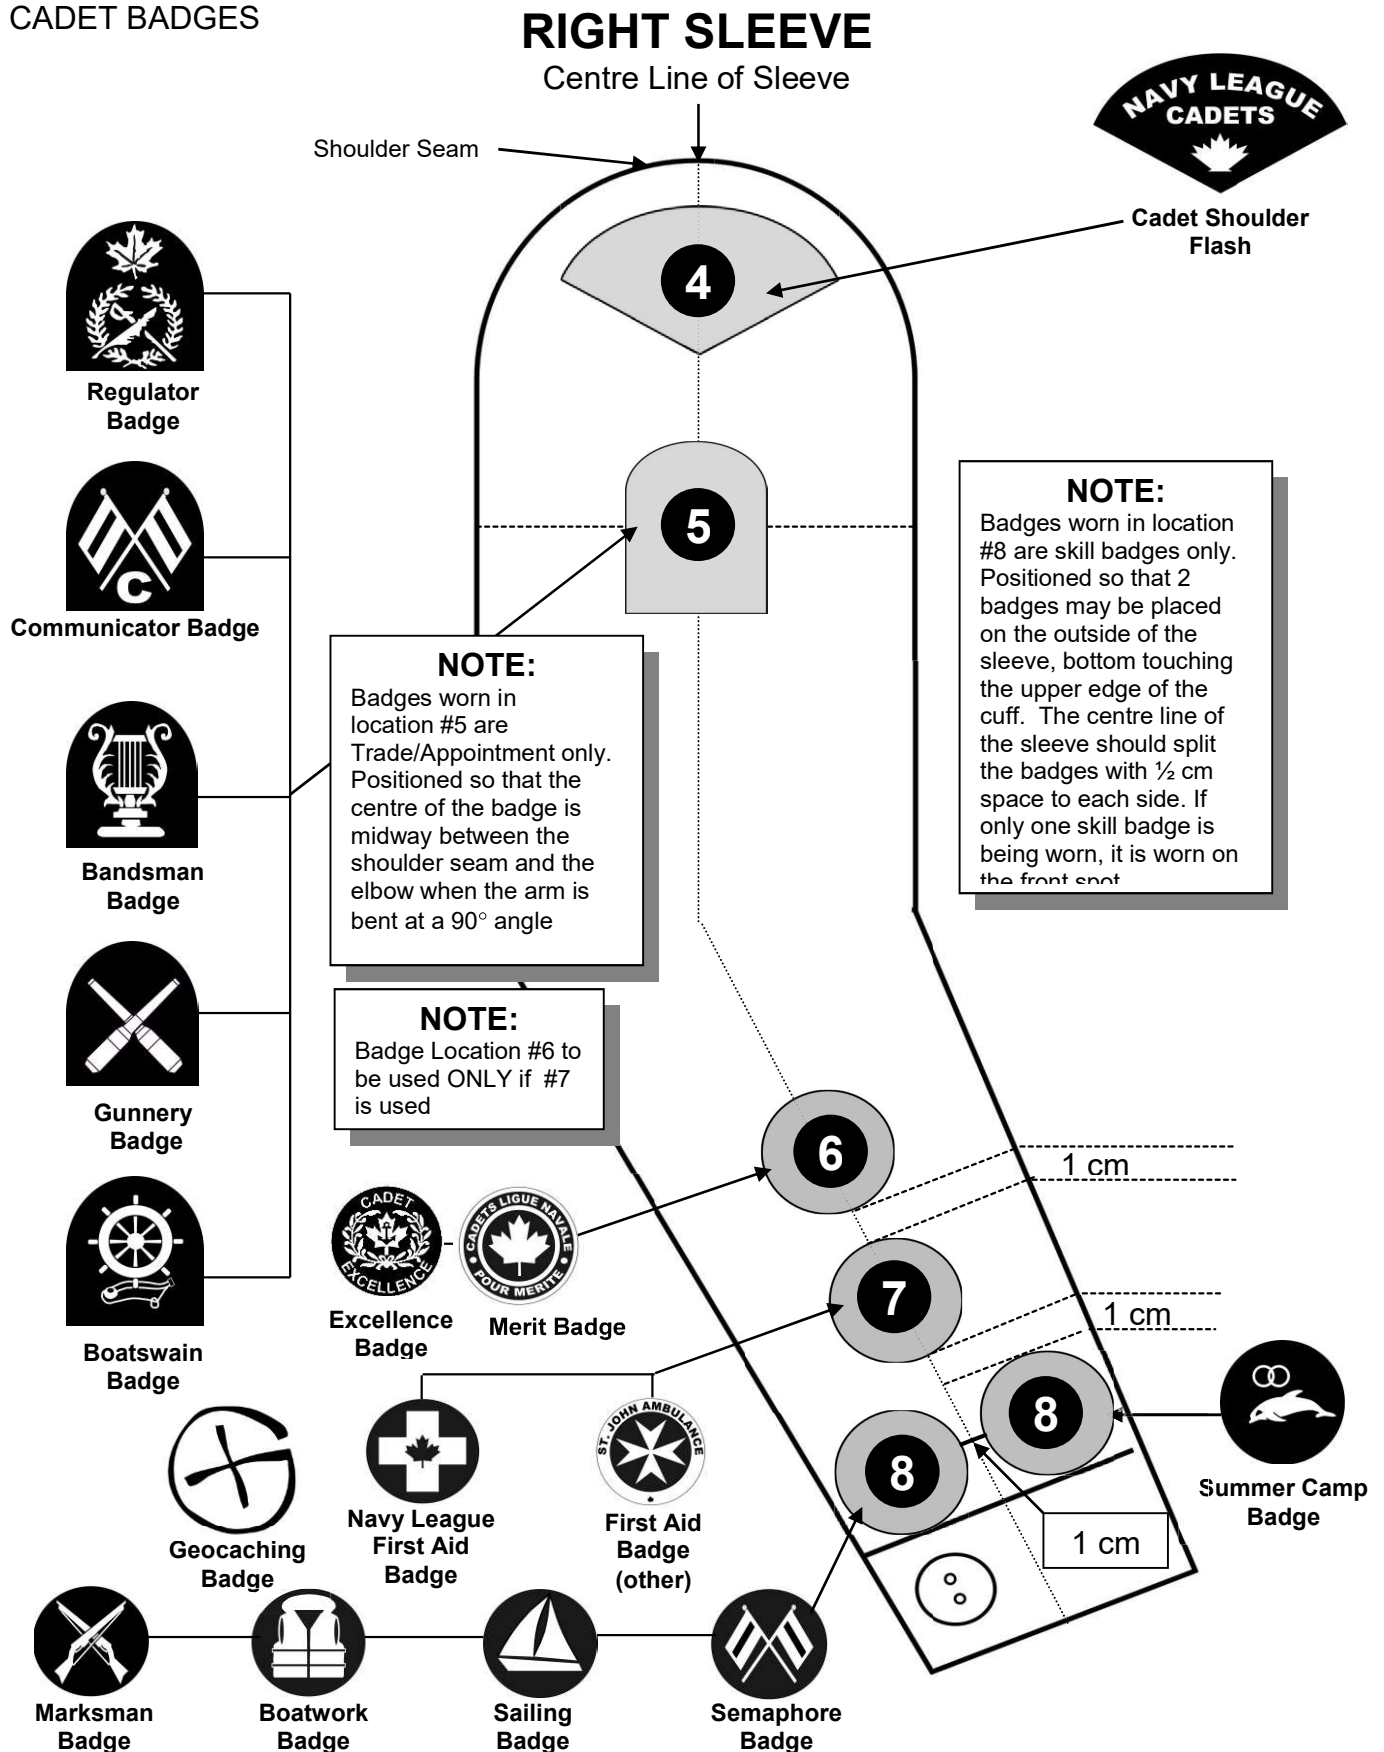 CADET BADGES
RIGHT SLEEVE
Centre Line of Sleeve
Shoulder Seam
NAVY LEAGUE
CADETS
Cadet Shoulder
Flash
4
Regulator
Badge
5
C
Communicator Badge
NOTE:
Badges worn in location
#8 are skill badges only.
Positioned so that 2
badges may be placed
on the outside of the
sleeve, bottom touching
the upper edge of the
cuff.  The centre line of
the sleeve should split
the badges with ½ cm
space to each side. If
only one skill badge is
being worn, it is worn on
the front spot
NOTE:
Badges worn in
location #5 are
Trade/Appointment only.
Positioned so that the
centre of the badge is
midway between the
shoulder seam and the
elbow when the arm is
bent at a 90° angle
Bandsman
Badge
Gunnery
Badge
NOTE:
Badge Location #6 to
be used ONLY if  #7
is used
6
1 cm
Boatswain
Badge
CADET
EXCELLENCE
Excellence
Badge
CADETS LIGUE NAVALE
POUR MERITE
Merit Badge
7
1 cm
8
8
1 cm
Summer Camp
Badge
Geocaching
Badge
Navy League
First Aid
Badge
ST. JOHN AMBULANCE
First Aid
Badge
(other)
Marksman
Badge
Boatwork
Badge
Sailing
Badge
Semaphore
Badge